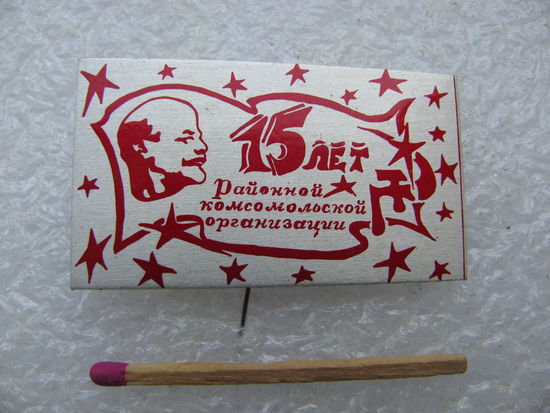 15 ЛЕТ
Районной
комсомольской
организации